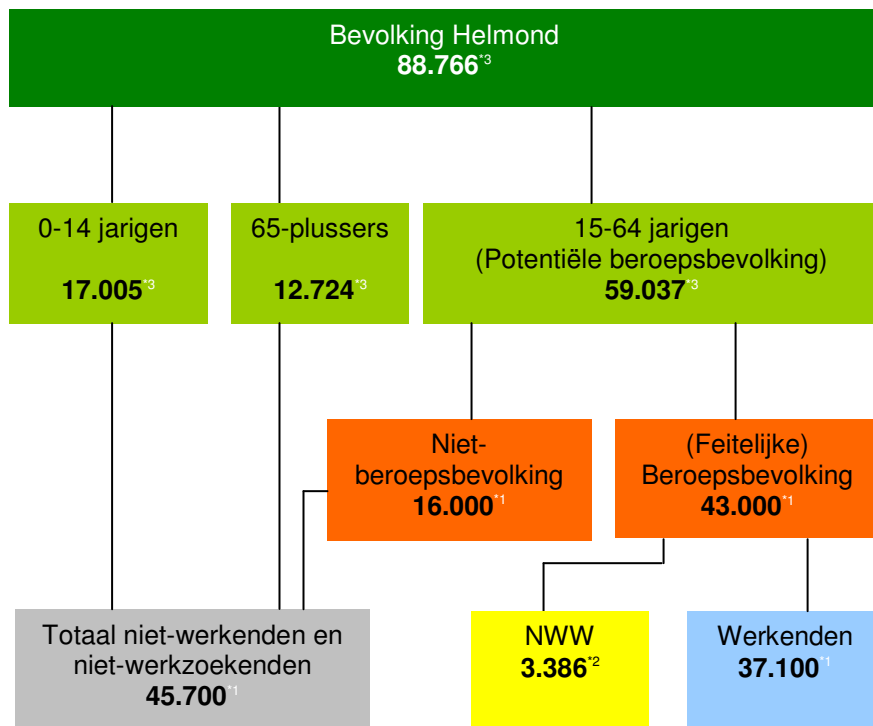 Bevolking Helmond
88.766*3
0-14 jarigen
17.005*3
65-plussers
12.724*3
15-64 jarigen
(Potentiële beroepsbevolking)
59.037*3
Niet-
beroepsbevolking
16.000*1
(Feitelijke)
Beroepsbevolking
43.000*1
Totaal niet-werkenden en
niet-werkzoekenden
45.700*1
NWW
3.386*2
Werkenden
37.100*1